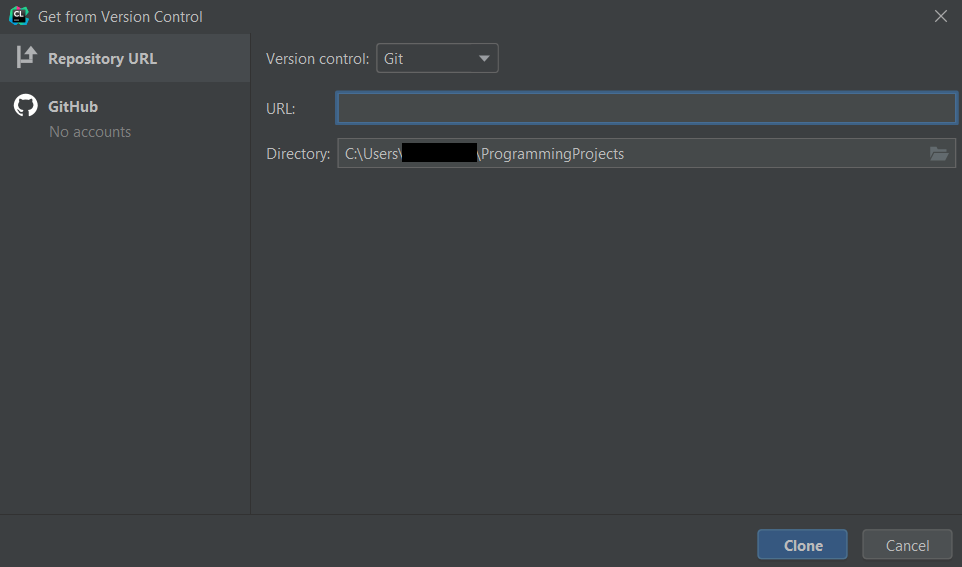 CL Get from Version Control
Repository URL
GitHub
No accounts
Version control: Git
URL:
Directory: C:\Users\ \ProgrammingProjects
Clone Cancel